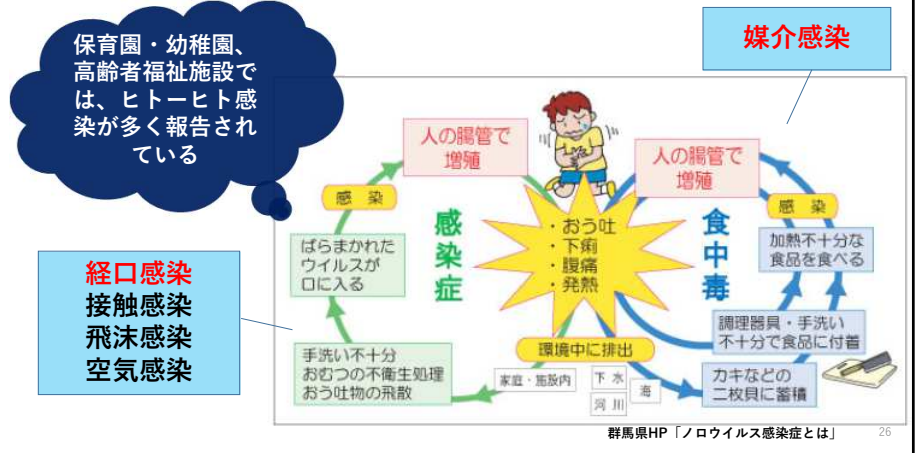 保育園・幼稚園、
高齢者福祉施設で
は、ヒトーヒト感
染が多く報告され
ている
媒介感染
経口感染
接触感染
飛沫感染
空気感染
人の腸管で
増殖
感 染
ばらまかれた
ウイルスが
口に入る
手洗い不十分
おむつの不衛生処理
おう吐物の飛散
感染症
・おう吐
・下痢
・腹痛
・発熱
環境中に排出
家庭・施設内
下 水
河 川
海
食中毒
人の腸管で
増殖
感 染
加熱不十分な
食品を食べる
調理器具・手洗い
不十分で食品に付着
カキなどの
二枚貝に蓄積
群馬県HP「ノロウイルス感染症とは」
26